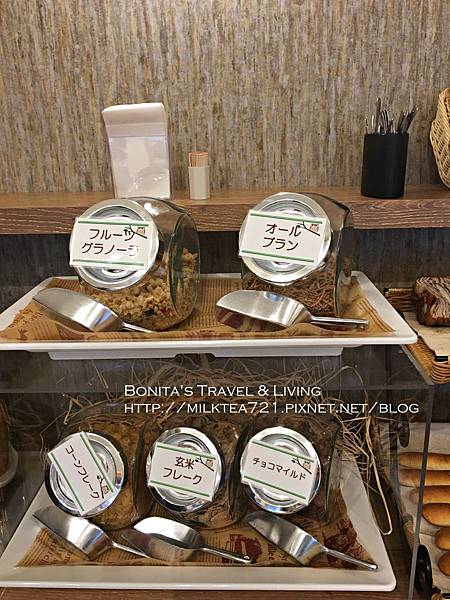 フルーツ
グラノーラ
オール
ブラン
BONITA'S TRAVEL & LIVING
HTTP://MILKTEA721.PIXNET.NET/BLOG
コーンフレーク
玄米
フレーク
チョコマイルド